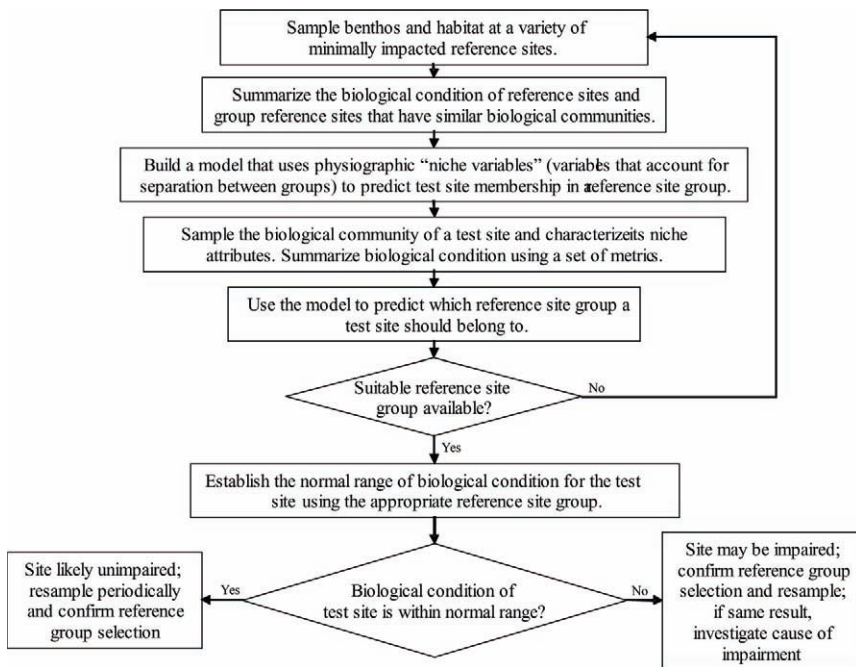 Sample benthos and habitat at a variety of
minimally impacted reference sites.
Summarize the biological condition of reference sites and
group reference sites that have similar biological communities.
Build a model that uses physiographic “niche variables” (variables that account for
separation between groups) to predict test site membership in a reference site group.
Sample the biological community of a test site and characterizeits niche
attributes. Summarize biological condition using a set of metrics.
Use the model to predict which reference site group a
test site should belong to.
Suitable reference site
group available?
No
Yes
Establish the normal range of biological condition for the test
site using the appropriate reference site group.
Biological condition of
test site is within normal range?
Yes
Site likely unimpaired;
resample periodically
and confirm reference
group selection
No
Site may be impaired;
confirm reference group
selection and resample;
if same result,
investigate cause of
impairment